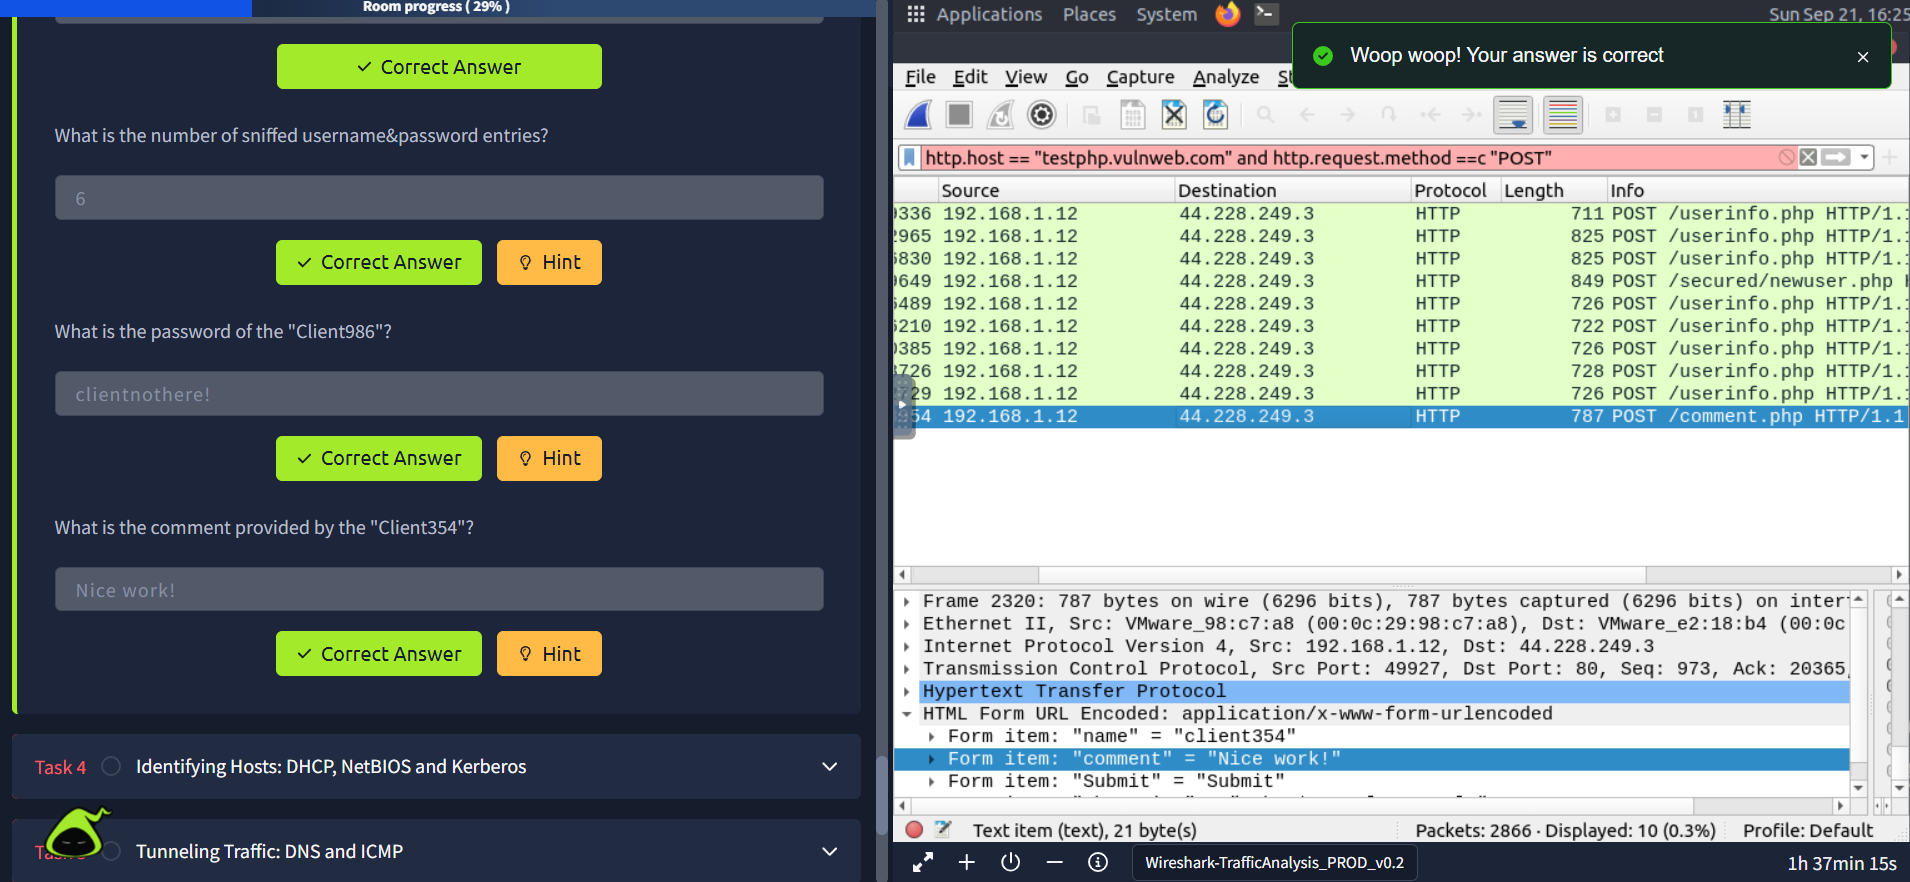 Room progress ( 29% )
Correct Answer
What is the number of sniffed username&password entries?
6
Correct Answer
Hint
What is the password of the "Client986"?
clientnothere!
Correct Answer
Hint
What is the comment provided by the "Client354"?
Nice work!
Correct Answer
Hint
Task 4
Identifying Hosts: DHCP, NetBIOS and Kerberos
Tunneling Traffic: DNS and ICMP
Applications Places System
Sun Sep 21, 16:25
Woop woop! Your answer is correct
File Edit View Go Capture Analyze
http.host == "testphp.vulnweb.com" and http.request.method ==c "POST"
Source Destination Protocol Length Info
336 192.168.1.12 44.228.249.3 HTTP 711 POST /userinfo.php HTTP/1.
965 192.168.1.12 44.228.249.3 HTTP 825 POST /userinfo.php HTTP/1.
830 192.168.1.12 44.228.249.3 HTTP 825 POST /userinfo.php HTTP/1.
649 192.168.1.12 44.228.249.3 HTTP 849 POST /secured/newuser.php
489 192.168.1.12 44.228.249.3 HTTP 726 POST /userinfo.php HTTP/1.
210 192.168.1.12 44.228.249.3 HTTP 722 POST /userinfo.php HTTP/1.
385 192.168.1.12 44.228.249.3 HTTP 726 POST /userinfo.php HTTP/1.
726 192.168.1.12 44.228.249.3 HTTP 728 POST /userinfo.php HTTP/1.
29 192.168.1.12 44.228.249.3 HTTP 726 POST /userinfo.php HTTP/1.
54 192.168.1.12 44.228.249.3 HTTP 787 POST /comment.php HTTP/1.1
Frame 2320: 787 bytes on wire (6296 bits), 787 bytes captured (6296 bits) on inter
Ethernet II, Src: VMware_98:c7:a8 (00:0c:29:98:c7:a8), Dst: VMware_e2:18:b4 (00:0c
Internet Protocol Version 4, Src: 192.168.1.12, Dst: 44.228.249.3
Transmission Control Protocol, Src Port: 49927, Dst Port: 80, Seq: 973, Ack: 20365,
Hypertext Transfer Protocol
HTML Form URL Encoded: application/x-www-form-urlencoded
Form item: "name" = "client354"
Form item: "comment" = "Nice work!"
Form item: "Submit" = "Submit"
Text item (text), 21 byte(s)
Packets: 2866 · Displayed: 10 (0.3%)
Profile: Default
Wireshark-TrafficAnalysis_PROD_v0.2
1h 37min 15s